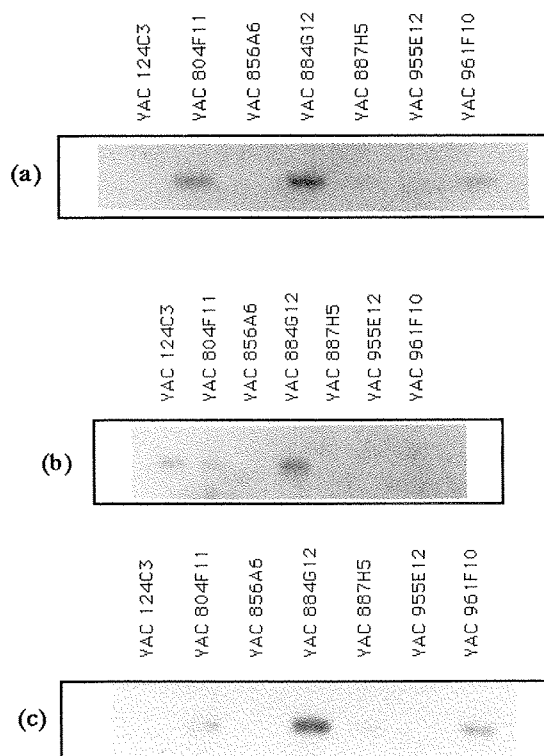 YAC 124C3
YAC 804F11
YAC 856A6
YAC 884G12
YAC 887H5
YAC 955E12
YAC 961F10
(a)
YAC 124C3
YAC 804F11
YAC 856A6
YAC 884G12
YAC 887H5
YAC 955E12
YAC 961F10
(b)
YAC 124C3
YAC 804F11
YAC 856A6
YAC 884G12
YAC 887H5
YAC 955E12
YAC 961F10
(c)